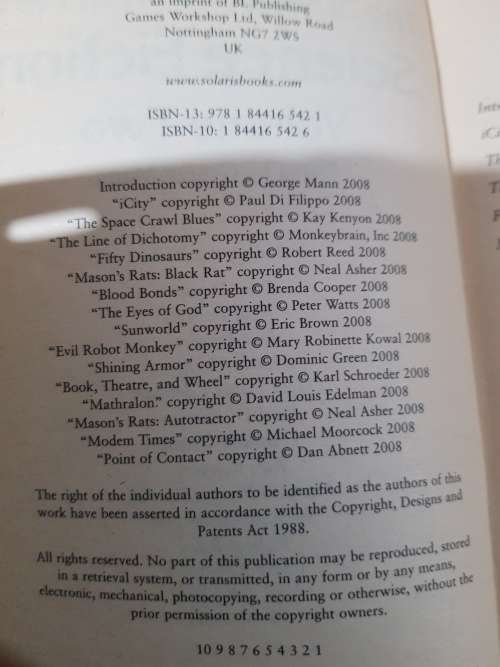 an imprint of BL Publishing
Games Workshop Ltd, Willow Road
Nottingham NG7 2WS
UK
www.solarisbooks.com
ISBN-13: 978 1 84416 542 1
ISBN-10: 1 84416 542 6
Introduction copyright © George Mann 2008
“iCity” copyright © Paul Di Filippo 2008
“The Space Crawl Blues” copyright © Kay Kenyon 2008
“The Line of Dichotomy” copyright © Monkeybrain, Inc 2008
“Fifty Dinosaurs” copyright © Robert Reed 2008
“Mason's Rats: Black Rat” copyright © Neal Asher 2008
“Blood Bonds” copyright © Brenda Cooper 2008
“The Eyes of God” copyright © Peter Watts 2008
“Sunworld” copyright © Eric Brown 2008
“Evil Robot Monkey” copyright © Mary Robinette Kowal 2008
“Shining Armor” copyright © Dominic Green 2008
“Book, Theatre, and Wheel” copyright © Karl Schroeder 2008
“Mathralon” copyright © David Louis Edelman 2008
“Mason's Rats: Autotractor” copyright © Neal Asher 2008
“Modem Times” copyright © Michael Moorcock 2008
“Point of Contact” copyright © Dan Abnett 2008
The right of the individual authors to be identified as the authors of this
work have been asserted in accordance with the Copyright, Designs and
Patents Act 1988.
All rights reserved. No part of this publication may be reproduced, stored
in a retrieval system, or transmitted, in any form or by any means,
electronic, mechanical, photocopying, recording or otherwise, without the
prior permission of the copyright owners.
10 9 8 7 6 5 4 3 2 1